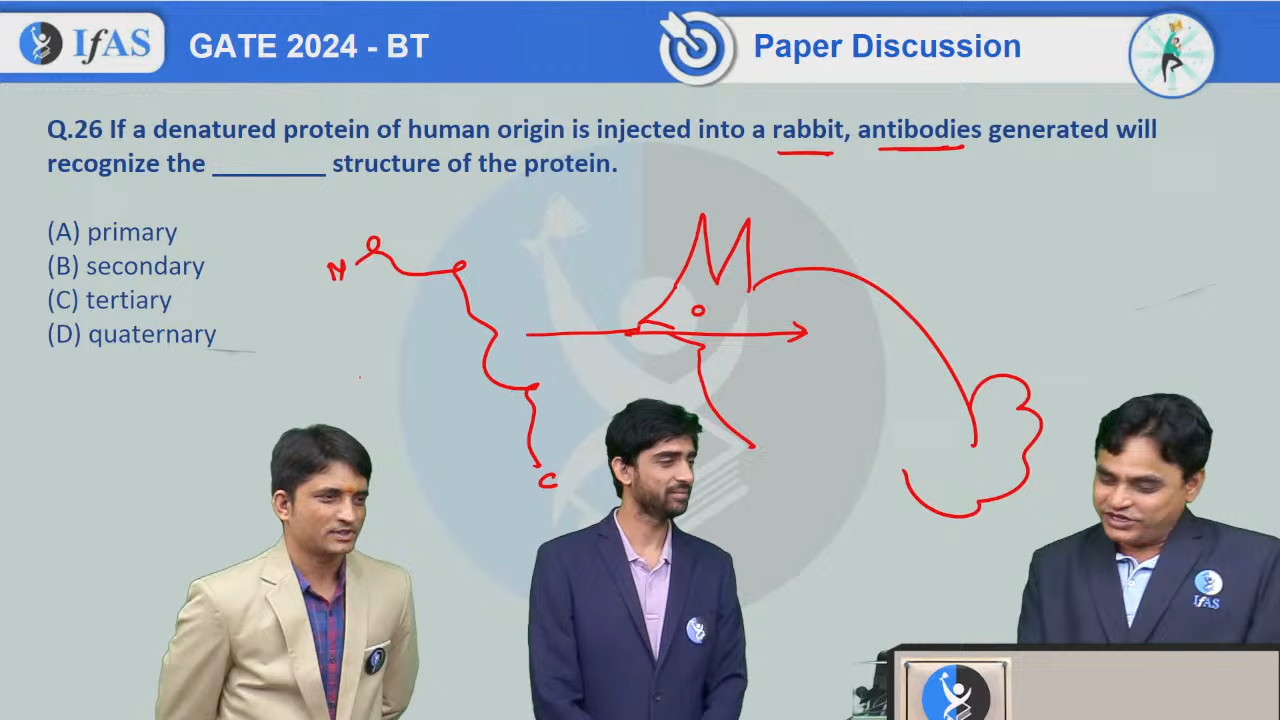 IfAS
GATE 2024 - BT
Paper Discussion
Q.26 If a denatured protein of human origin is injected into a rabbit, antibodies generated will
recognize the ________ structure of the protein.
(A) primary
(B) secondary
(C) tertiary
(D) quaternary
N
C
IfAS